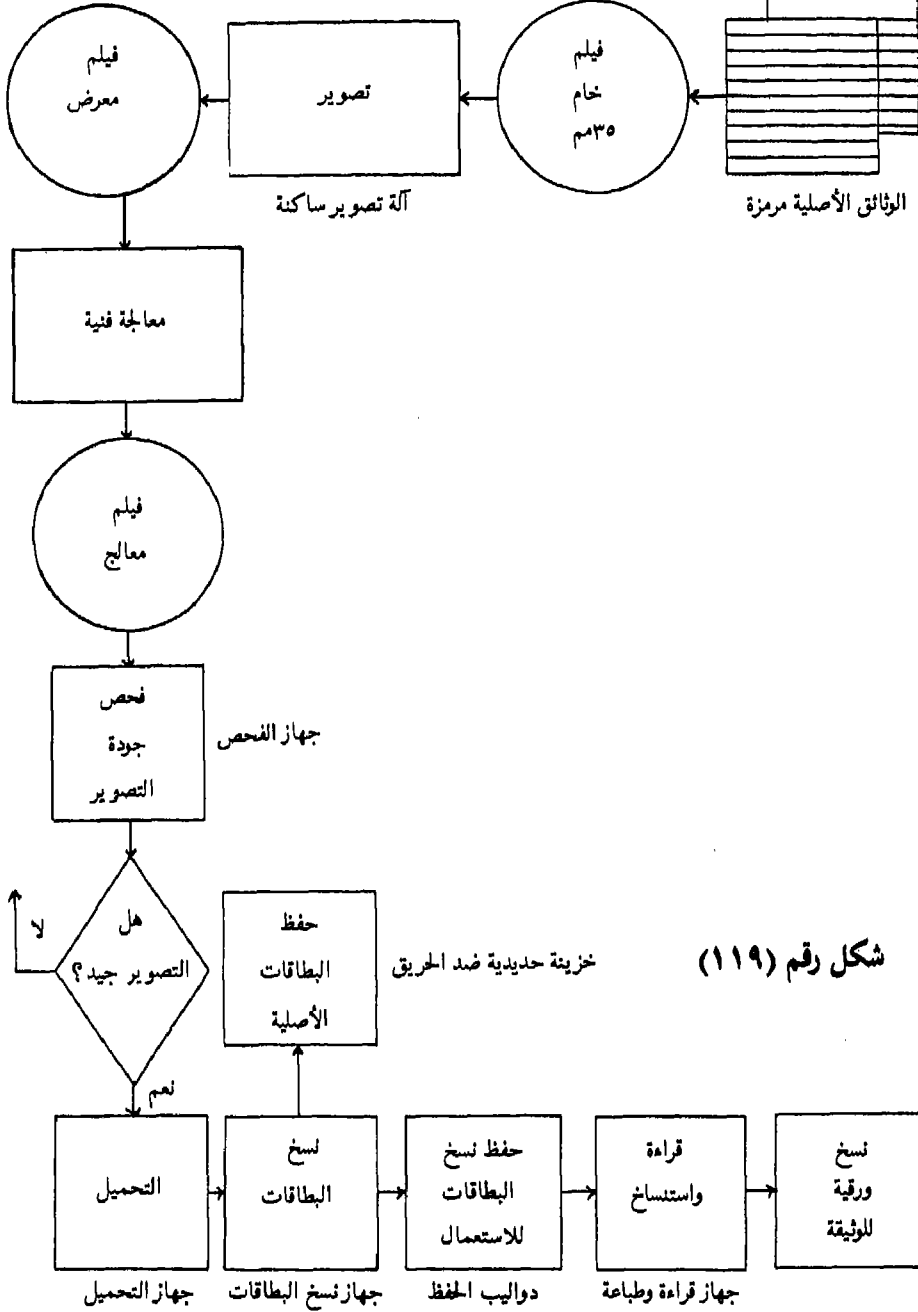 فيلم
خام
٣٥مم
تصوير
فيلم
معرض
الوثائق الأصلية مرمزة
آلة تصوير ساكنة
معالجة فنية
فيلم
معالج
فحص
جودة
التصوير
جهاز الفحص
هل
التصوير جيد؟
لا
نعم
حفظ
البطاقات
الأصلية
خزينة حديدية ضد الحريق
شكل رقم (١١٩)
التحميل
نسخ
البطاقات
حفظ نسخ
البطاقات
للاستعمال
قراءة
واستنساخ
نسخ
ورقية
للوثيقة
جهاز التحميل
جهاز نسخ البطاقات
دواليب الحفظ
جهاز قراءة وطباعة